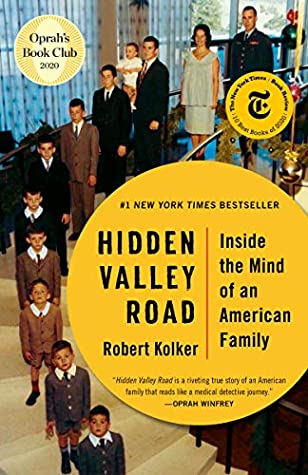 Oprah's
Book Club
2020
The New York Times Book Review
T
10 Best Books of 2020
#1 NEW YORK TIMES BESTSELLER
HIDDEN
VALLEY
ROAD
Robert Kolker
Inside
the Mind
of an
American
Family
"Hidden Valley Road is a riveting true story of an American
family that reads like a medical detective journey."
—OPRAH WINFREY